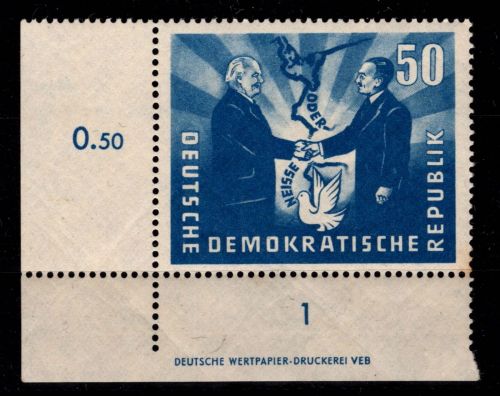 50
0.50
ODER
NEISSE
DEUTSCHE
DEMOKRATISCHE
REPUBLIK
1
DEUTSCHE WERTPAPIER-DRUCKEREI VEB